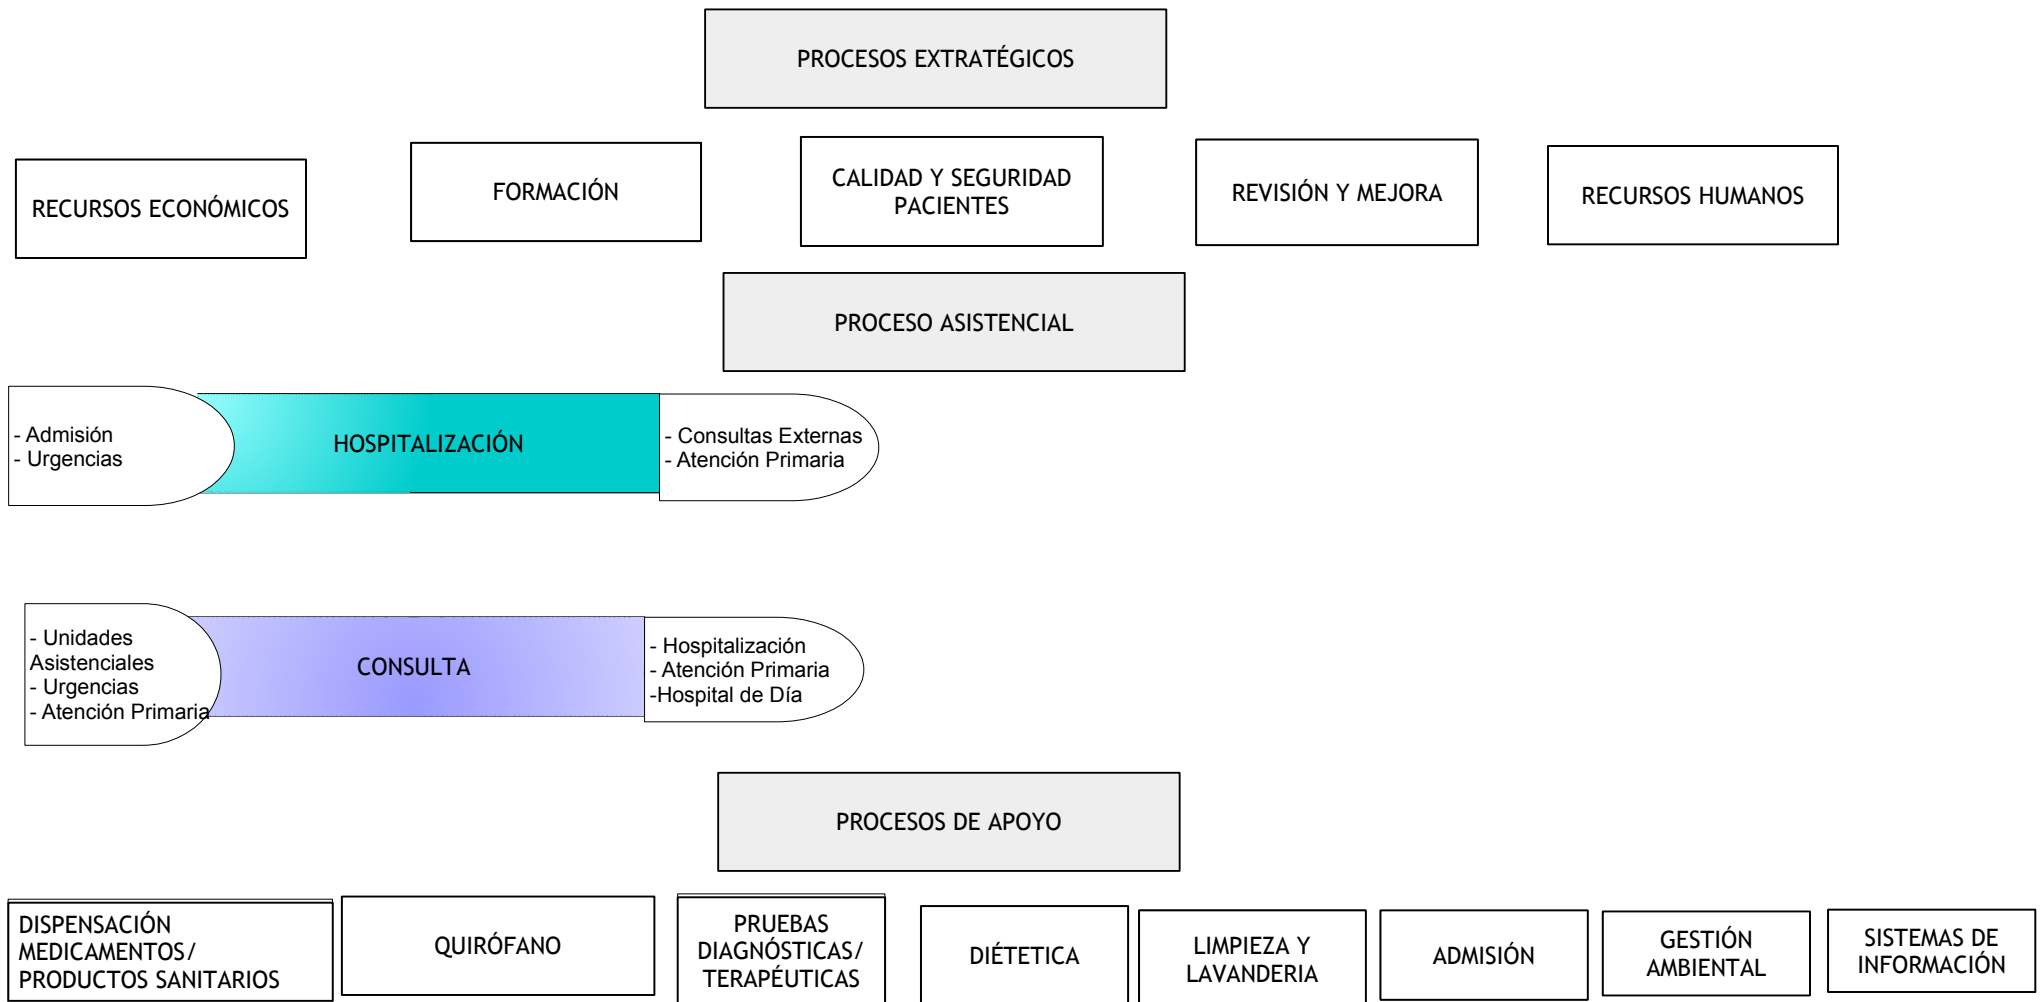 PROCESOS EXTRATÉGICOS
RECURSOS ECONÓMICOS
FORMACIÓN
CALIDAD Y SEGURIDAD
PACIENTES
REVISIÓN Y MEJORA
RECURSOS HUMANOS
PROCESO ASISTENCIAL
- Admisión
- Urgencias
HOSPITALIZACIÓN
- Consultas Externas
- Atención Primaria
- Unidades
Asistenciales
- Urgencias
- Atención Primaria
CONSULTA
- Hospitalización
- Atención Primaria
-Hospital de Día
PROCESOS DE APOYO
DISPENSACIÓN
MEDICAMENTOS/
PRODUCTOS SANITARIOS
QUIRÓFANO
PRUEBAS
DIAGNÓSTICAS/
TERAPÉUTICAS
DIÉTETICA
LIMPIEZA Y
LAVANDERIA
ADMISIÓN
GESTIÓN
AMBIENTAL
SISTEMAS DE
INFORMACIÓN